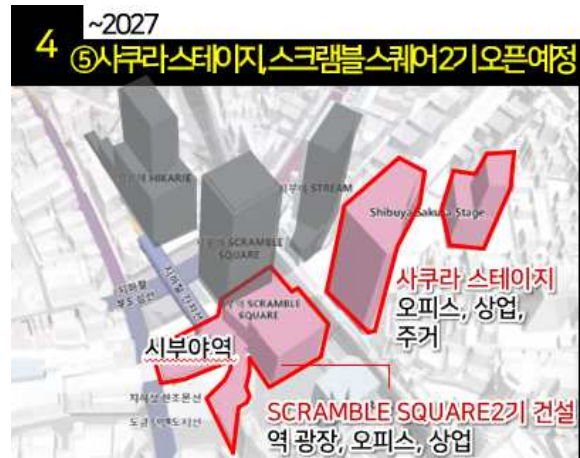 4
~2027
⑤사쿠라 스테이지, 스크램블 스퀘어 2기 오픈 예정
HIKARIE
STREAM
SCRAMBLE
SQUARE
Shibuya Sakura Stage
SCRAMBLE
SQUARE
사쿠라 스테이지
오피스, 상업,
주거
시부야역
SCRAMBLE SQUARE2기 건설
역 광장, 오피스, 상업